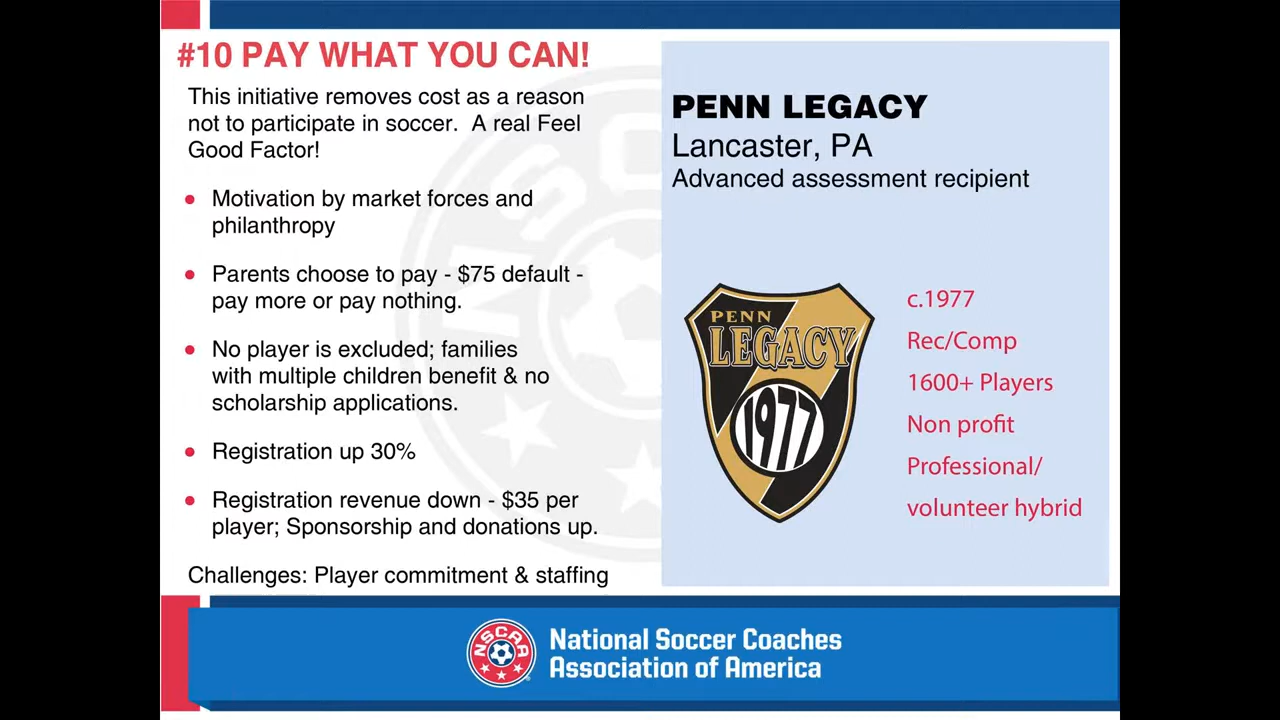 #10 PAY WHAT YOU CAN!
This initiative removes cost as a reason
not to participate in soccer.  A real Feel
Good Factor!
• Motivation by market forces and
philanthropy
• Parents choose to pay - $75 default -
pay more or pay nothing.
• No player is excluded; families
with multiple children benefit & no
scholarship applications.
• Registration up 30%
• Registration revenue down - $35 per
player; Sponsorship and donations up.
Challenges: Player commitment & staffing
PENN LEGACY
Lancaster, PA
Advanced assessment recipient
PENN
LEGACY
1977
c.1977
Rec/Comp
1600+ Players
Non profit
Professional/
volunteer hybrid
NSCAA
National Soccer Coaches
Association of America